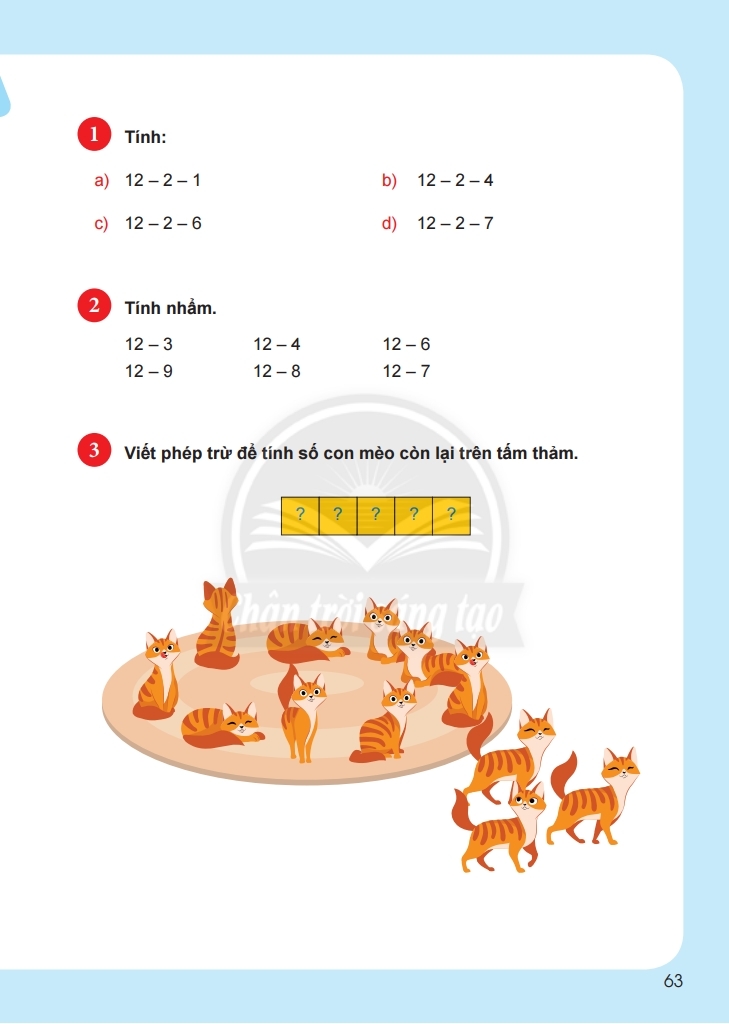 1 Tính:
a) 12 – 2 – 1 b) 12 – 2 – 4
c) 12 – 2 – 6 d) 12 – 2 – 7
2 Tính nhẩm.
12 – 3 12 – 4 12 – 6
12 – 9 12 – 8 12 – 7
3 Viết phép trừ để tính số con mèo còn lại trên tấm thảm.
? ? ? ? ?
Chân trời sáng tạo
63